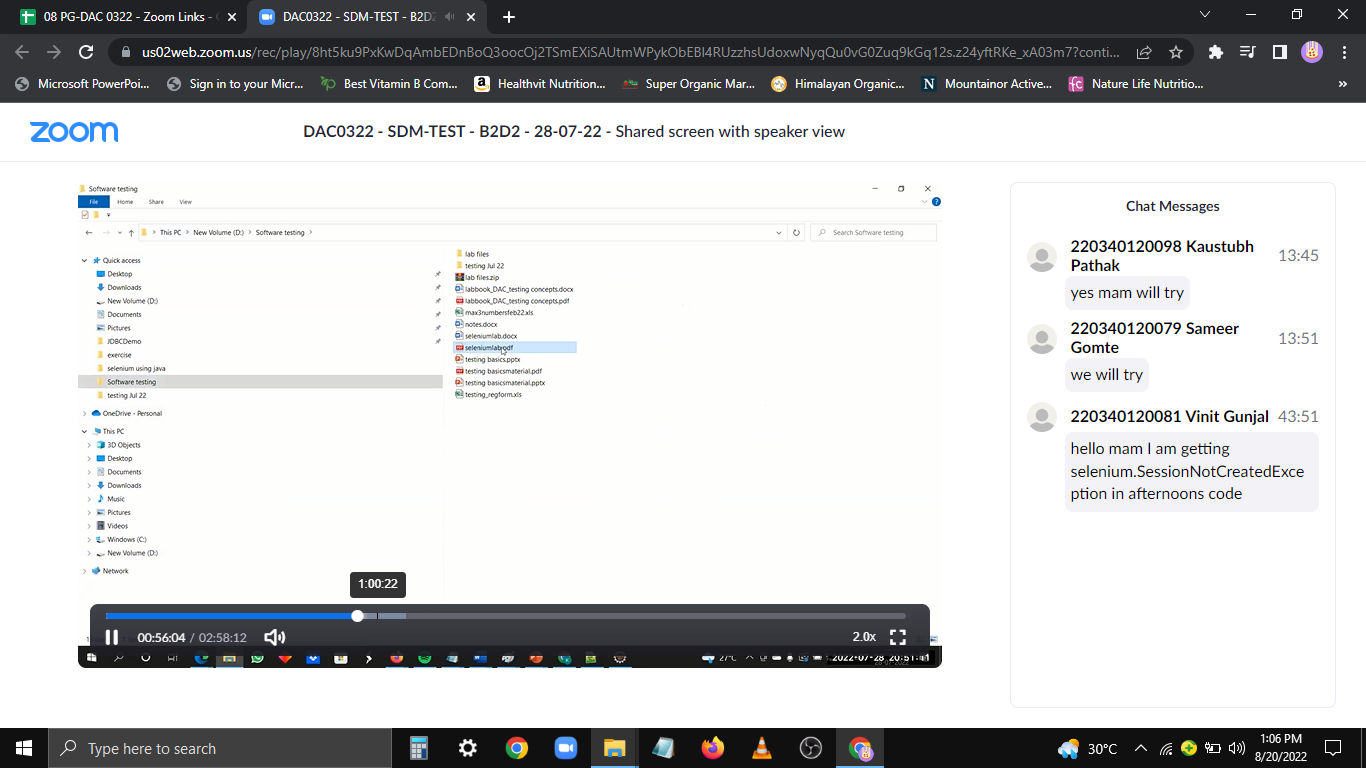 08 PG-DAC 0322 - Zoom Links -
DAC0322 - SDM-TEST - B2D2
us02web.zoom.us/rec/play/8ht5ku9PxKwDqAmbEDnBoQ3oocOj2TSmEXiSAUtmWPykObEBI4RUzzhsUdoxwNyqQu0vG0Zuq9kGq12s.z24yftRKe_xA03m7?conti...
Microsoft PowerPoi...
Sign in to your Micr...
Best Vitamin B Com...
Healthvit Nutrition...
Super Organic Mar...
Himalayan Organic...
Mountainor Active...
Nature Life Nutritio...
zoom
DAC0322 - SDM-TEST - B2D2 - 28-07-22 - Shared screen with speaker view
Software testing
File Home Share View
This PC > New Volume (D:) > Software testing >
Search Software testing
Quick access
Desktop
Downloads
New Volume (D:)
Documents
Pictures
JDBCDemo
exercise
selenium using java
Software testing
testing Jul 22
OneDrive - Personal
This PC
3D Objects
Desktop
Documents
Downloads
Music
Pictures
Videos
Windows (C:)
New Volume (D:)
Network
lab files
testing Jul 22
lab files.zip
labbook_DAC_testing concepts.docx
labbook_DAC_testing concepts.pdf
max3numbersfeb22.xls
notes.docx
seleniumlab.docx
seleniumlab.pdf
testing basics.pptx
testing basicsmaterial.pdf
testing basicsmaterial.pptx
testing_regform.xls
1:00:22
00:56:04 / 02:58:12
2.0x
27°C
2022-07-28 20:51:41
Chat Messages
220340120098 Kaustubh
Pathak
13:45
yes mam will try
220340120079 Sameer
Gomte
13:51
we will try
220340120081 Vinit Gunjal 43:51
hello mam I am getting
selenium.SessionNotCreatedExce
ption in afternoons code
Type here to search
30°C
1:06 PM
8/20/2022